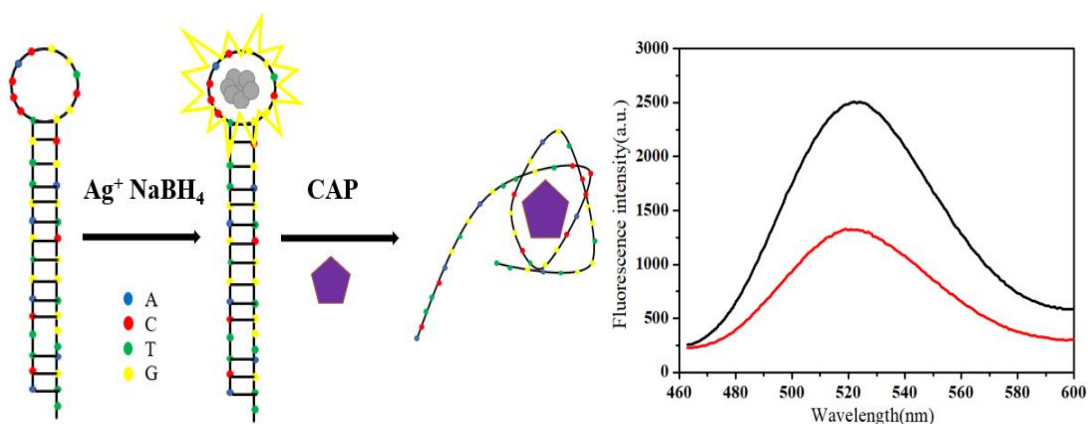 Ag⁺ NaBH₄
CAP
A
C
T
G
3000
2500
2000
1500
1000
500
0
Fluorescence intensity(a.u.)
460
480
500
520
540
560
580
600
Wavelength(nm)